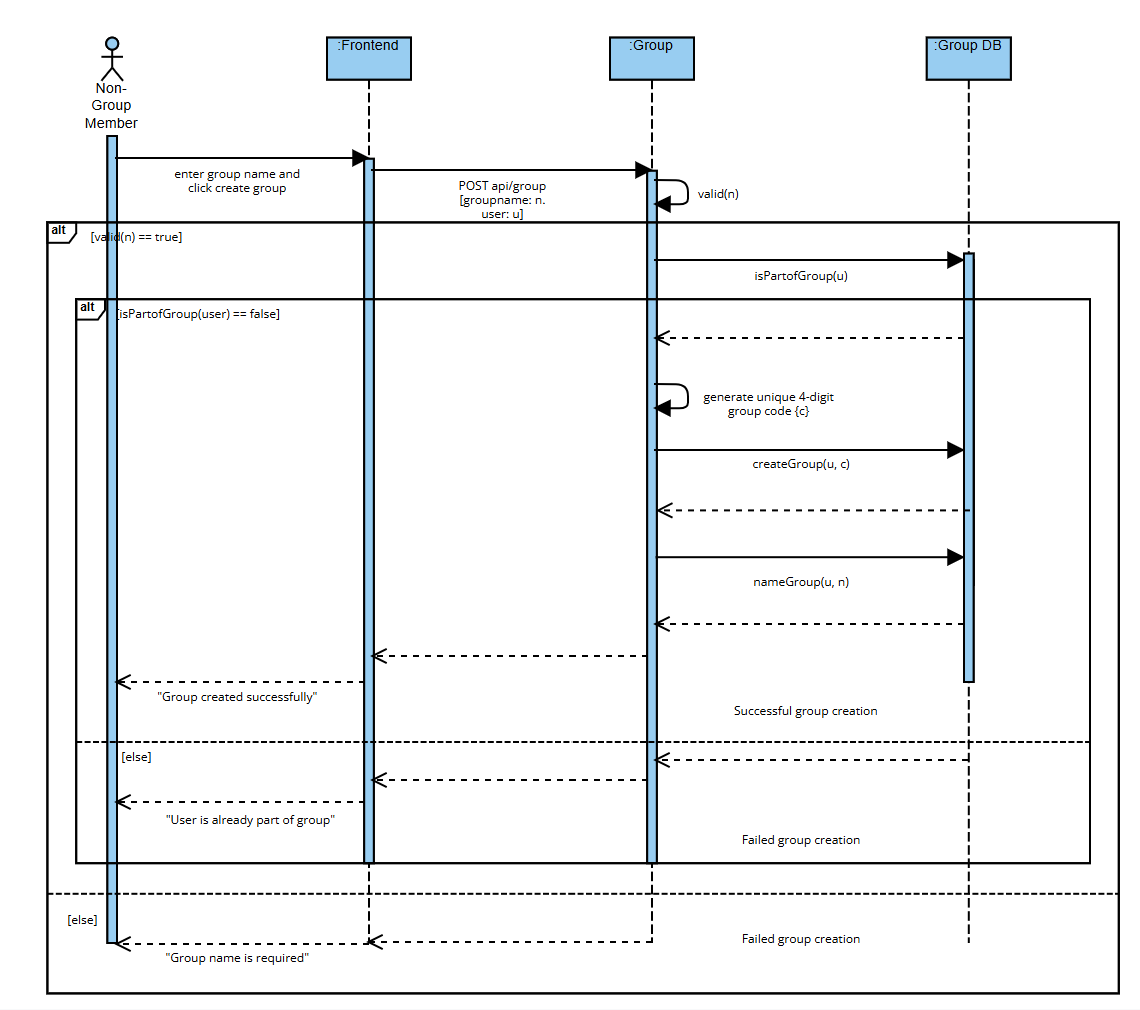 :Frontend
:Group
:Group DB
Non-
Group
Member
enter group name and
click create group
POST api/group
[groupname: n.
user: u]
valid(n)
alt
[valid(n) == true]
isPartofGroup(u)
alt
[isPartofGroup(user) == false]
generate unique 4-digit
group code {c}
createGroup(u, c)
nameGroup(u, n)
"Group created successfully"
Successful group creation
[else]
"User is already part of group"
Failed group creation
[else]
Failed group creation
"Group name is required"